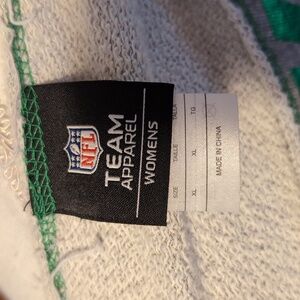 NFL
TEAM
APPAREL
WOMENS
SIZE TAILLE TALLA
XL XL TG
MADE IN CHINA